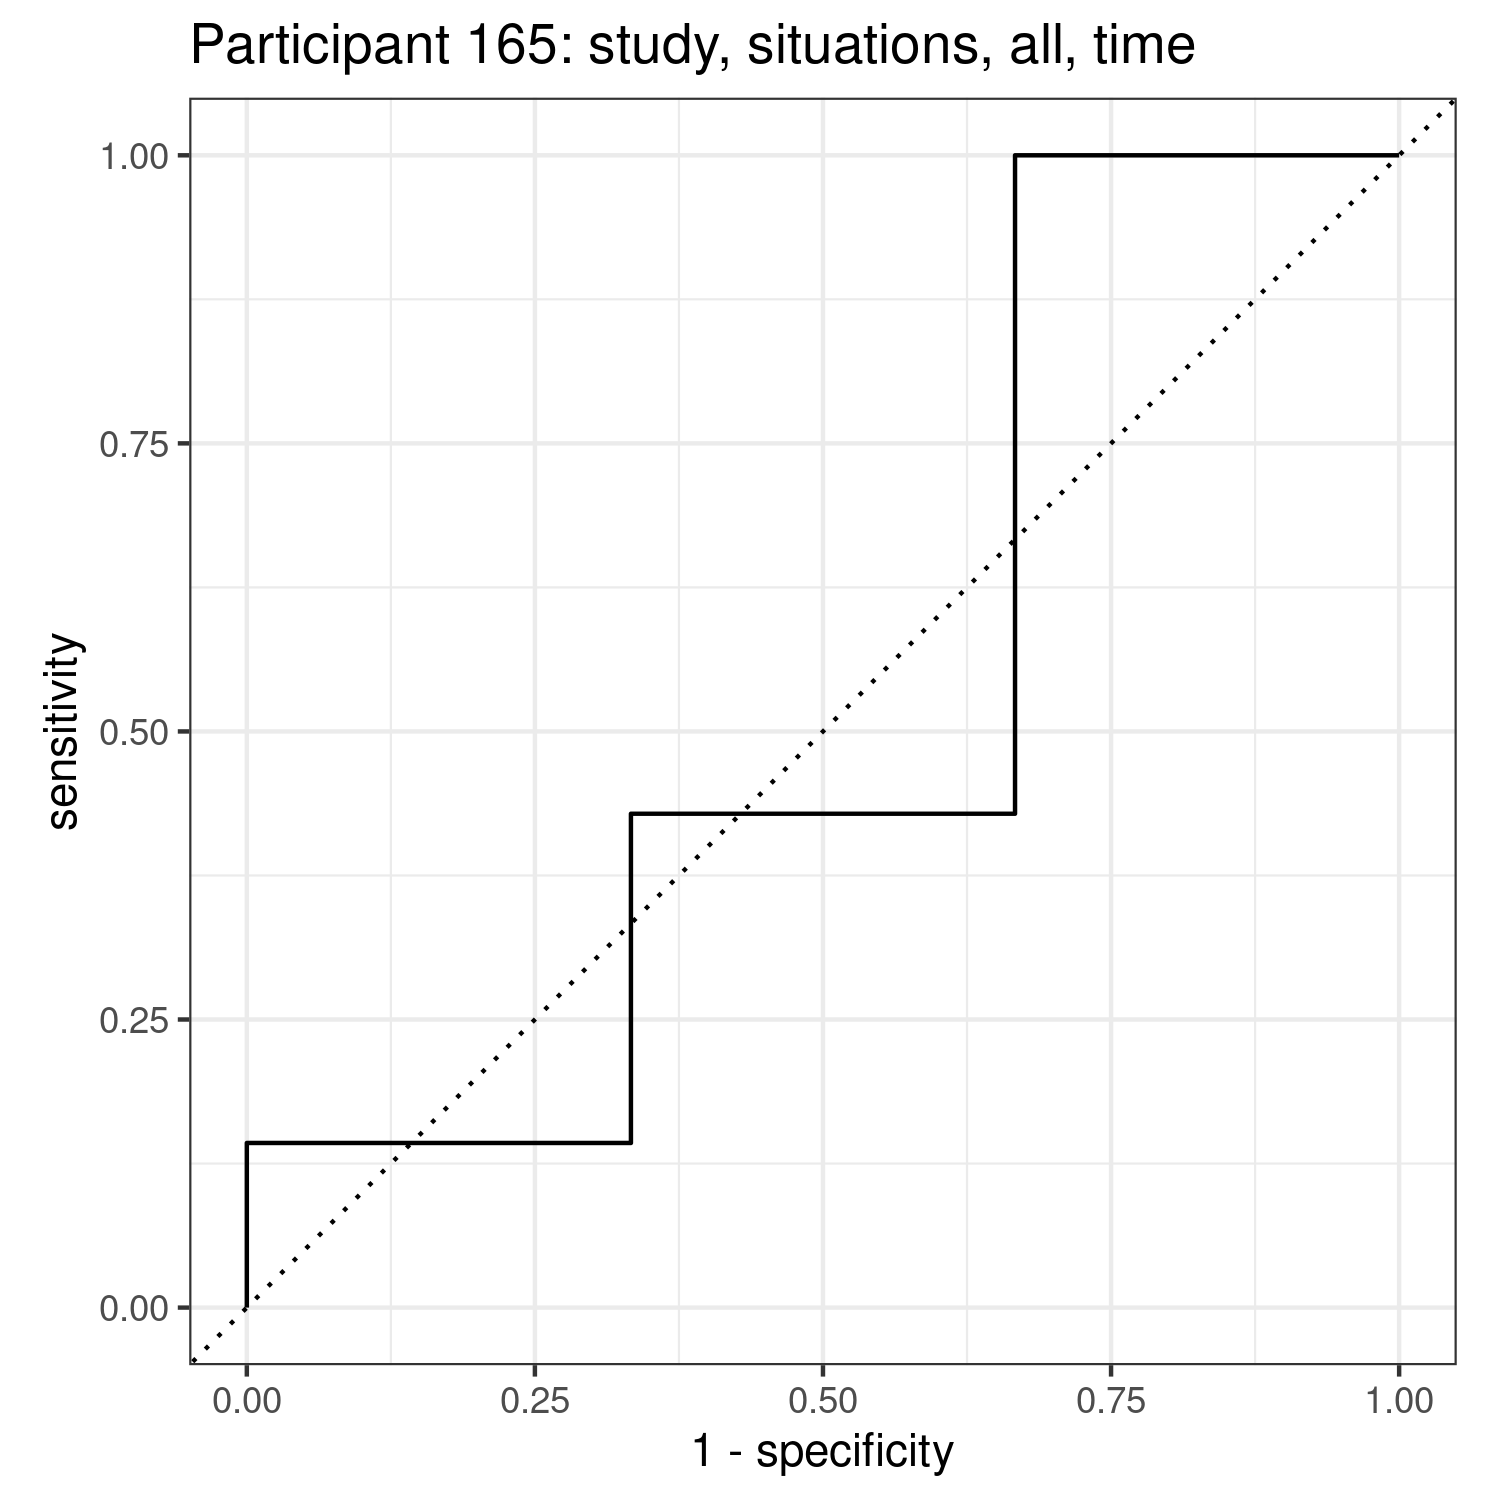 Participant 165: study, situations, all, time
1.00
0.75
0.50
0.25
0.00
sensitivity
0.00 0.25 0.50 0.75 1.00
1 - specificity